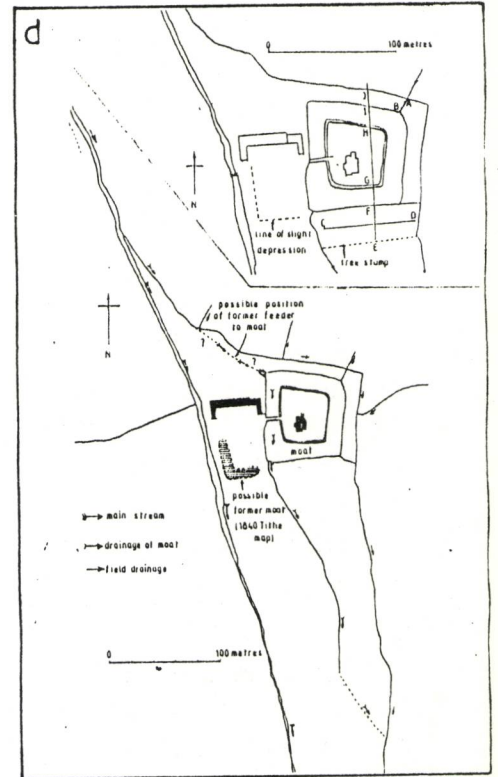 d
0 100 metres
J A
I B
H
N
G
F
C D
E
line of slight
depression
tree stump
possible position
of former feeder
to moat
? ?
N
moat
possible
former moat
(1840 Tithe
map)
main stream
drainage of moat
field drainage
0 100 metres